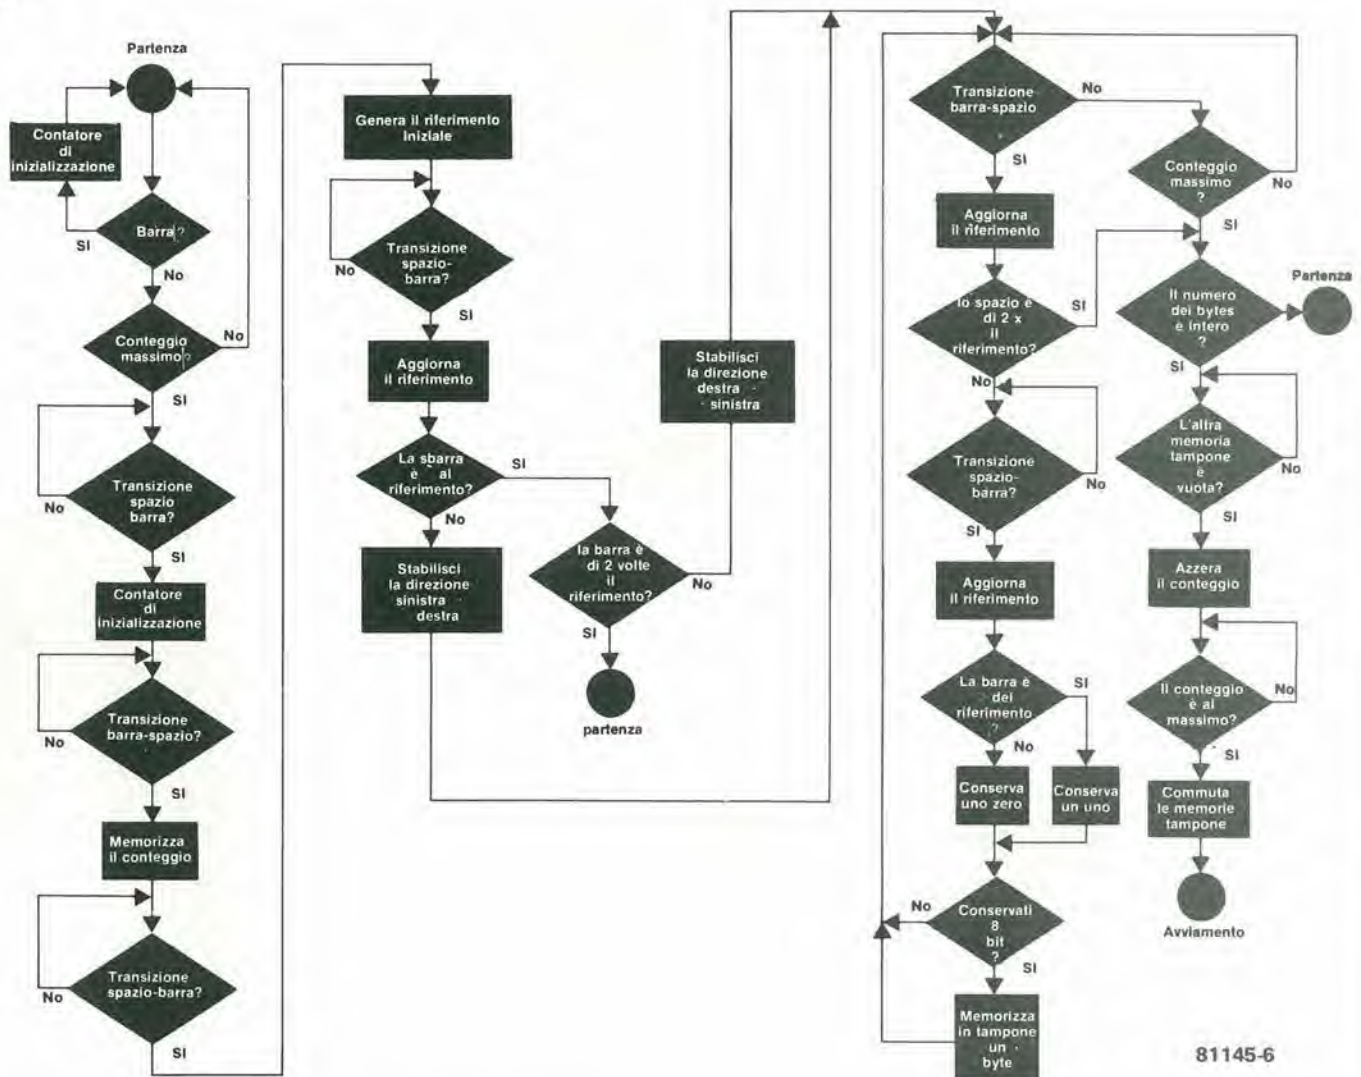 Partenza
Contatore
di
inizializzazione
SI
Barra?
No
Conteggio
massimo?
No
SI
Transizione
spazio
barra?
No
SI
Contatore
di
inizializzazione
Transizione
barra-spazio?
No
SI
Memorizza
il conteggio
Transizione
spazio-barra?
No
SI
Genera il riferimento
Iniziale
Transizione
spazio-
barra?
No
SI
Aggiorna
il riferimento
La sbarra
è al
riferimento?
SI
No
Stabilisci
la direzione
sinistra
destra
la barra è
di 2 volte
il
riferimento?
No
SI
partenza
Stabilisci
la direzione
destra
sinistra
Transizione
barra-spazio
No
SI
Conteggio
massimo
?
No
SI
Aggiorna
il riferimento
lo spazio è
di 2 x
il
riferimento?
SI
No
Il numero
dei bytes
è intero
?
Partenza
SI
Transizione
spazio-
barra?
No
SI
L'altra
memoria
tampone
è
vuota?
No
SI
Aggiorna
il riferimento
Azzera
il conteggio
La barra è
dei
riferimento
?
SI
No
Il conteggio
è al
massimo?
No
SI
Conserva
uno zero
Conserva
un uno
Commuta
le memorie
tampone
Conservati
8
bit
?
No
SI
Avviamento
Memorizza
in tampone
un
byte
81145-6